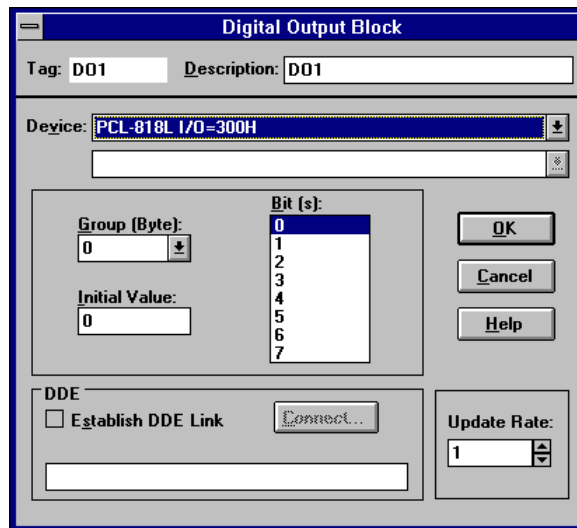 Digital Output Block
Tag: DO1 Description: DO1
Device: PCL-818L I/O=300H
Group (Byte):
0
Initial Value:
0
Bit (s):
0
1
2
3
4
5
6
7
OK
Cancel
Help
DDE
Establish DDE Link Connect...
Update Rate:
1